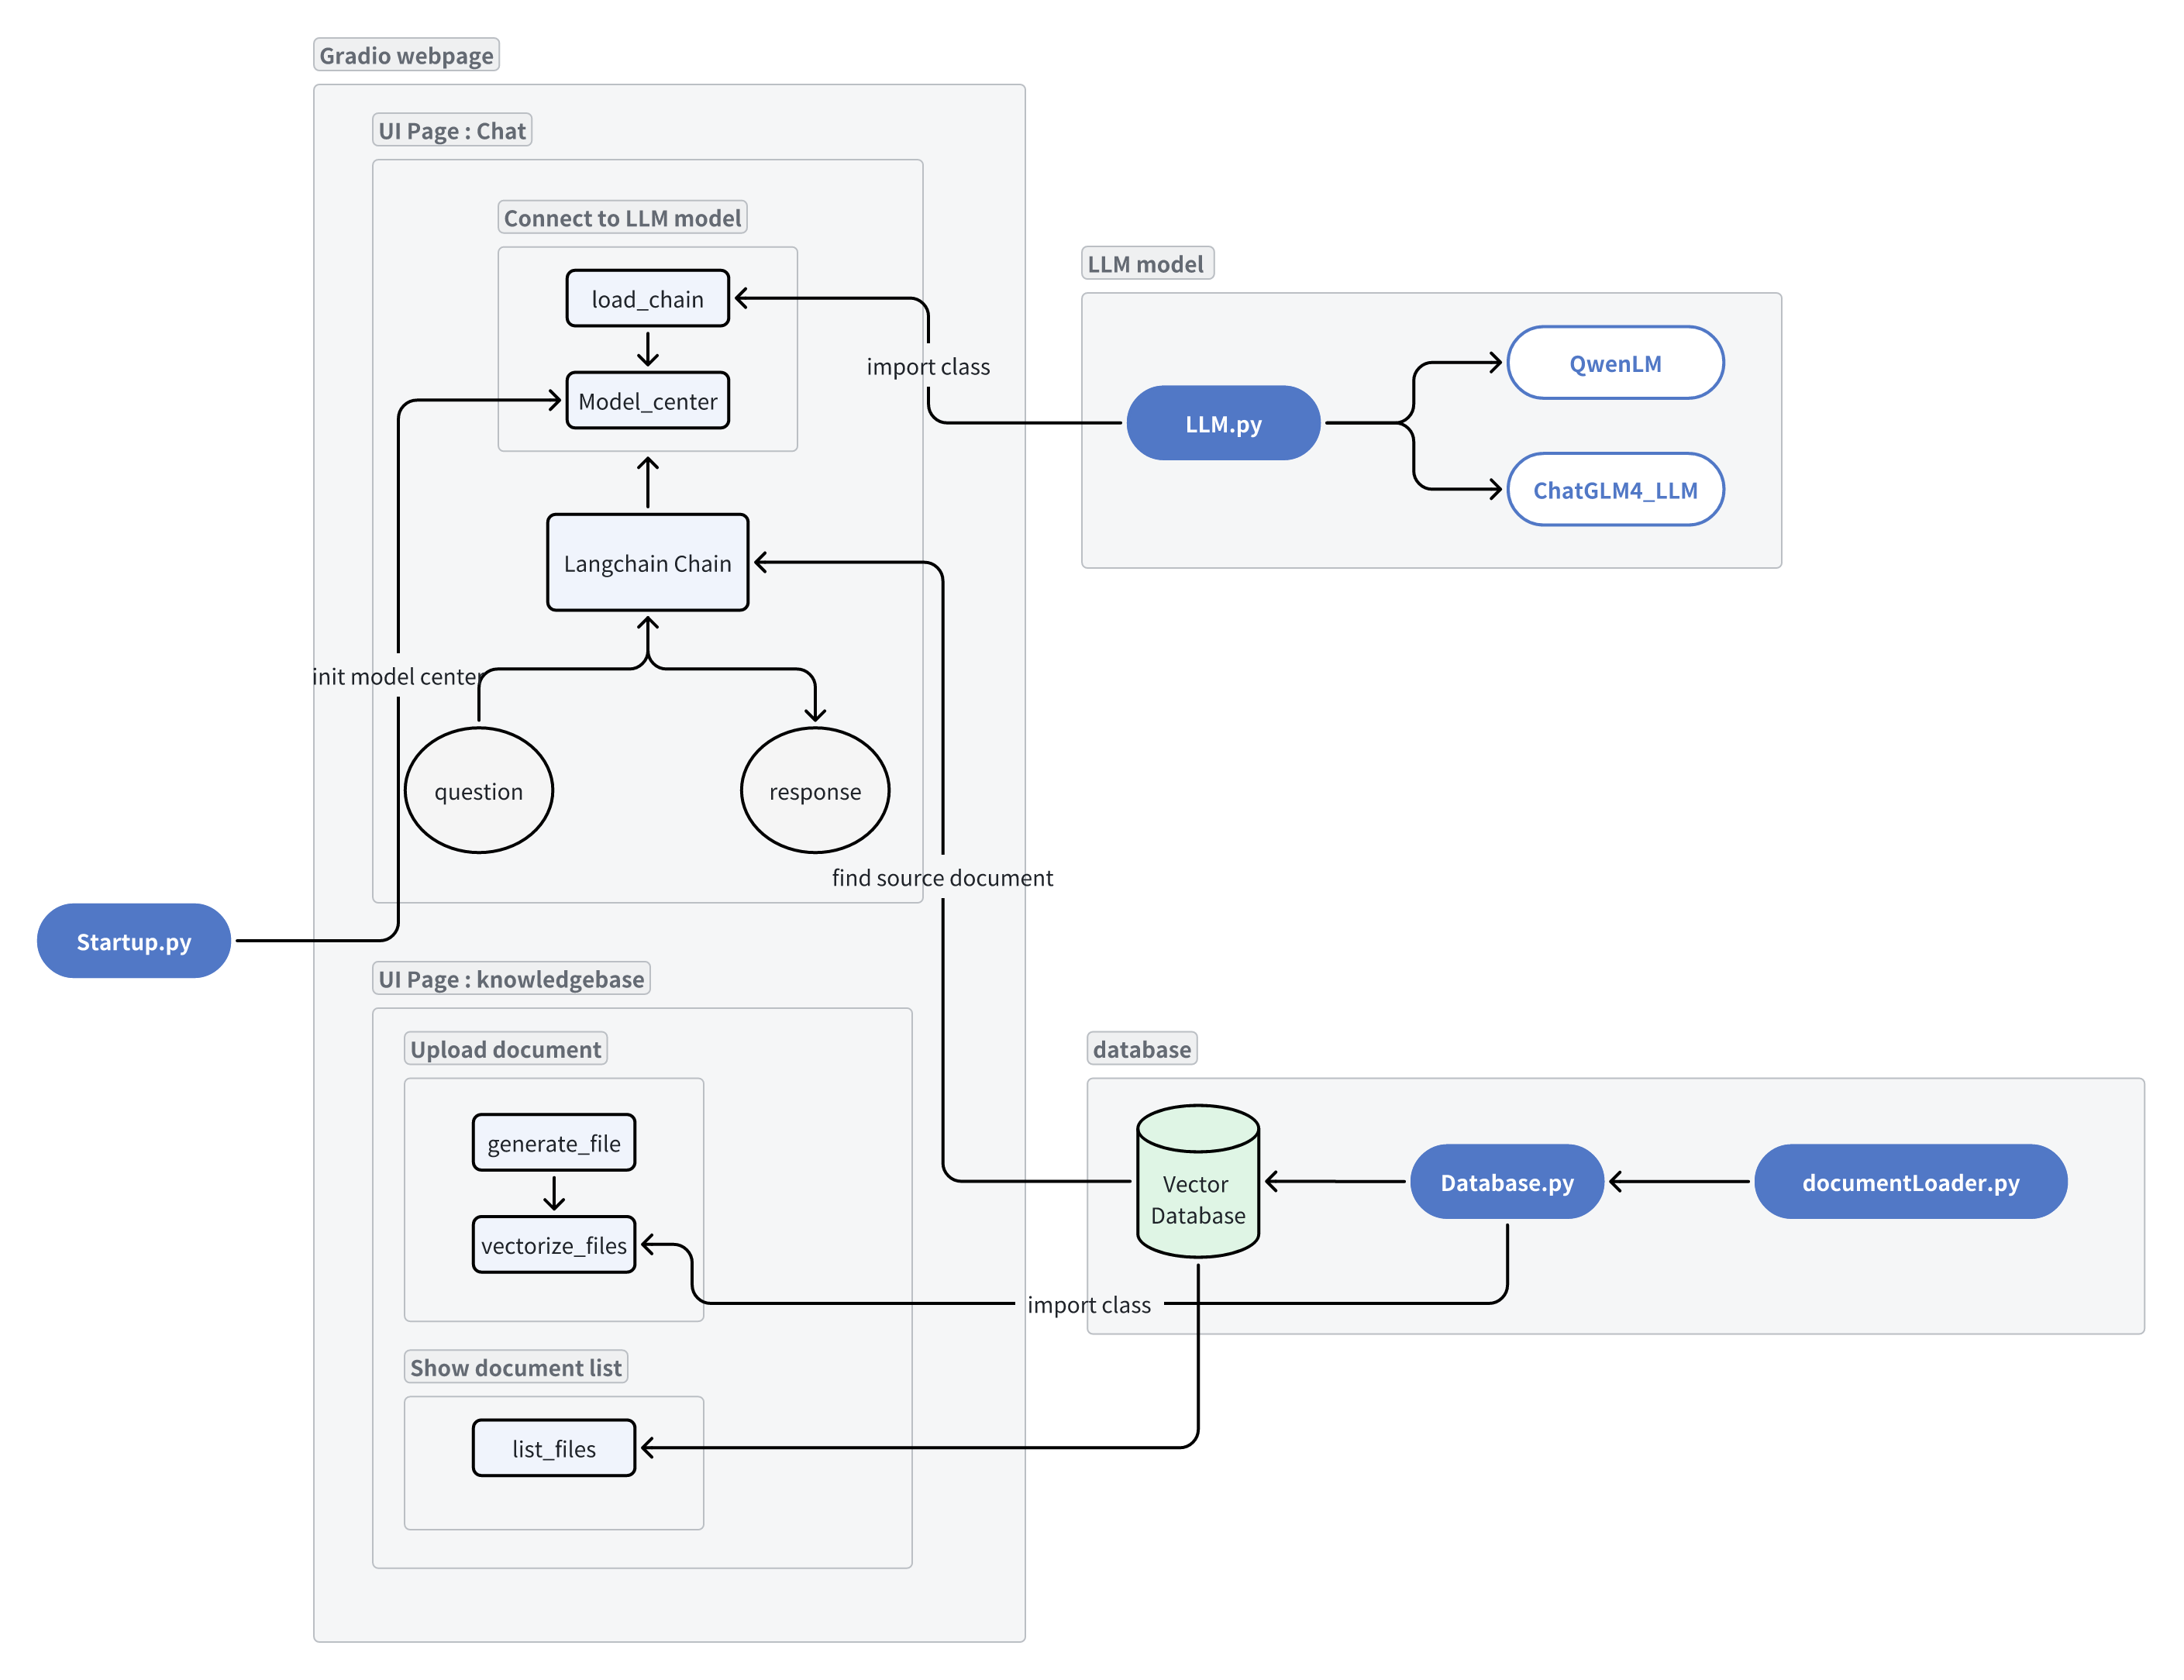 Gradio webpage
UI Page : Chat
Connect to LLM model
load_chain
Model_center
import class
LLM model
LLM.py
QwenLM
ChatGLM4_LLM
Langchain Chain
init model center
question
response
find source document
Startup.py
UI Page : knowledgebase
Upload document
generate_file
vectorize_files
database
Vector
Database
Database.py
documentLoader.py
import class
Show document list
list_files